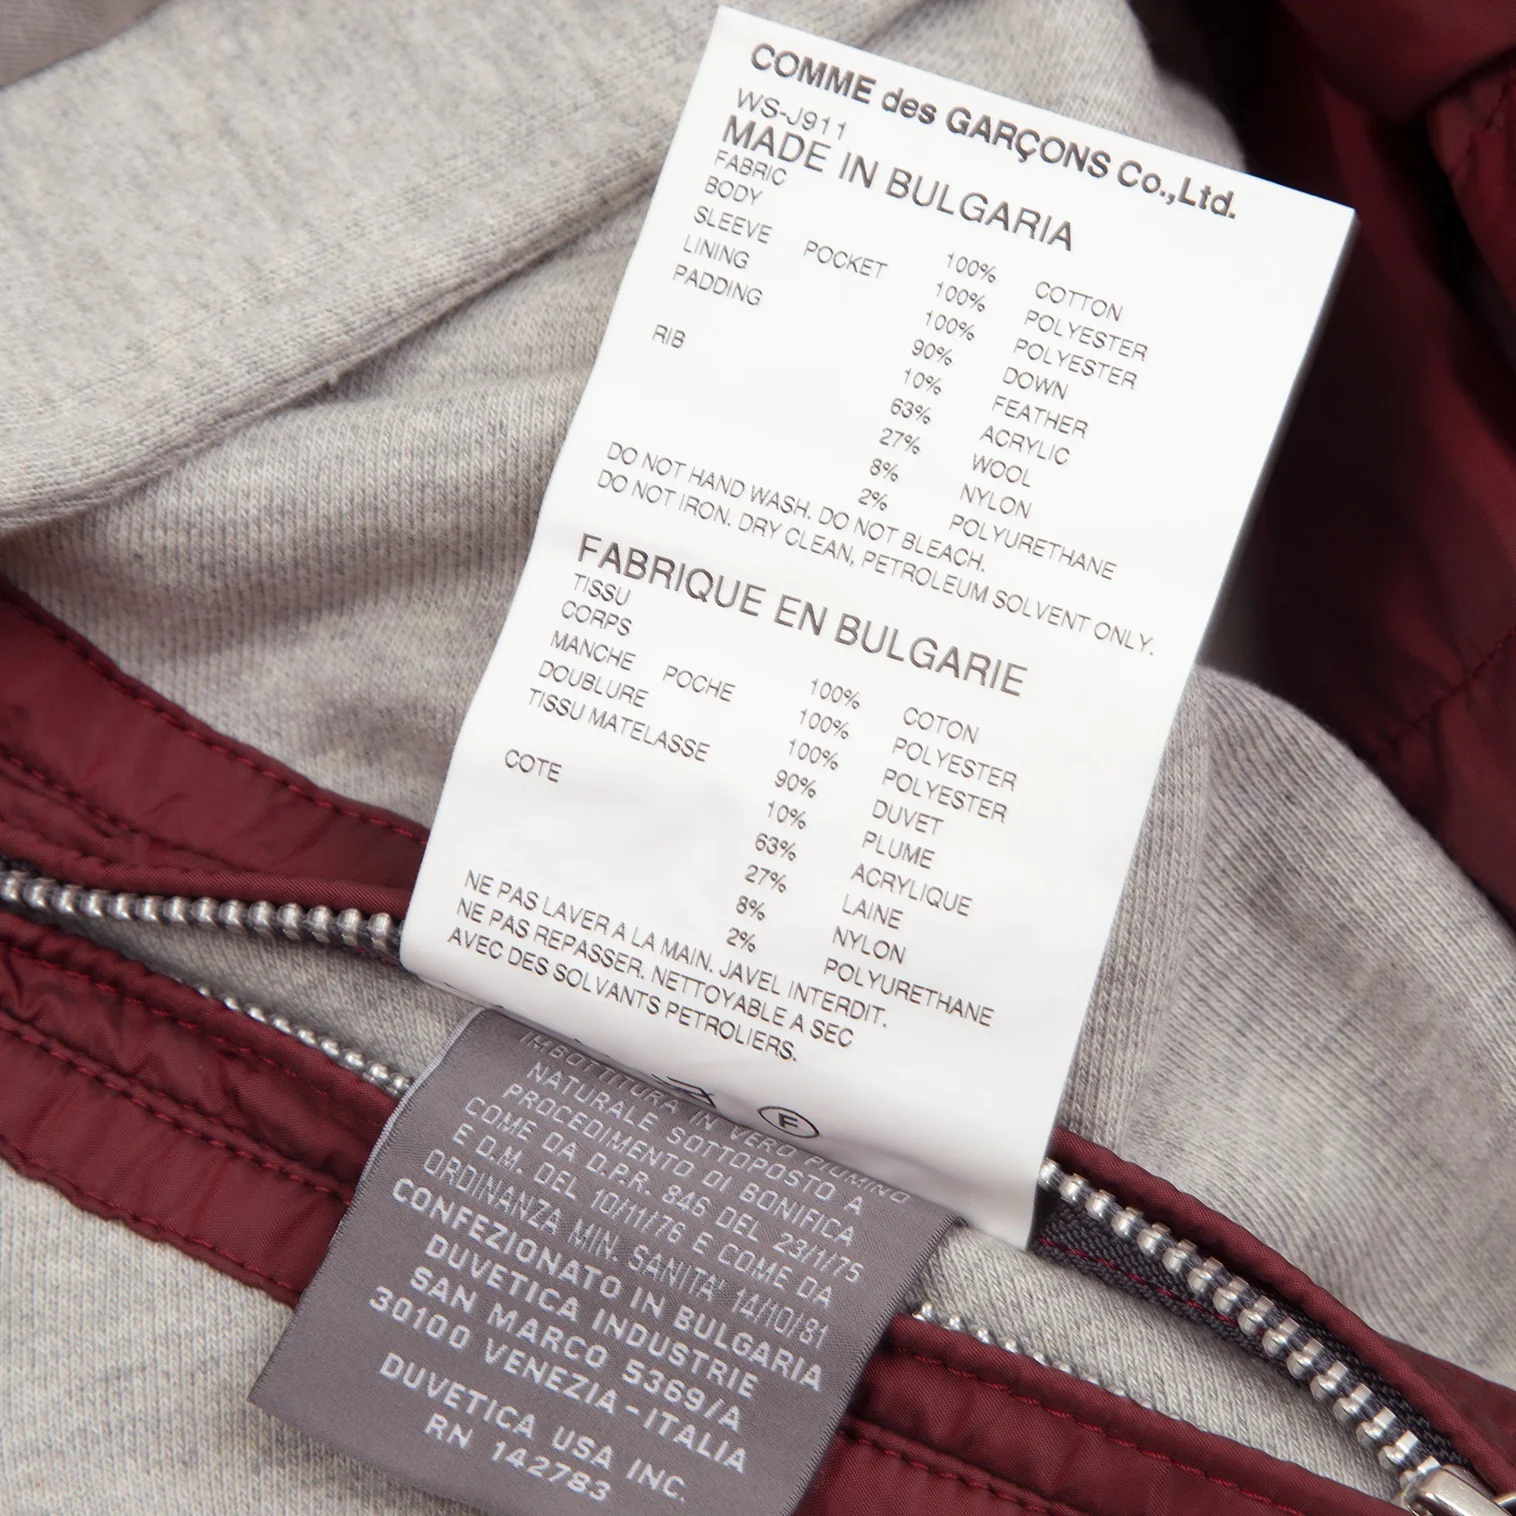 COMME des GARÇONS Co.,Ltd.
WS-J911
MADE IN BULGARIA
FABRIC
BODY 100% COTTON
SLEEVE POCKET 100% POLYESTER
LINING 100% POLYESTER
PADDING 90% DOWN
10% FEATHER
RIB 63% ACRYLIC
27% WOOL
8% NYLON
2% POLYURETHANE
DO NOT HAND WASH. DO NOT BLEACH.
DO NOT IRON. DRY CLEAN, PETROLEUM SOLVENT ONLY.
FABRIQUE EN BULGARIE
TISSU
CORPS 100% COTON
MANCHE POCHE 100% POLYESTER
DOUBLURE 100% POLYESTER
TISSU MATELASSE 90% DUVET
10% PLUME
COTE 63% ACRYLIQUE
27% LAINE
8% NYLON
2% POLYURETHANE
NE PAS LAVER A LA MAIN. JAVEL INTERDIT.
NE PAS REPASSER. NETTOYABLE A SEC
AVEC DES SOLVANTS PETROLIERS.
F
IMBOTTITURA IN VERO PIUMINO
NATURALE SOTTOPOSTO A
PROCEDIMENTO DI BONIFICA
COME DA D.P.R. 846 DEL 23/1/75
E D.M. DEL 10/11/76 E COME DA
ORDINANZA MIN. SANITA' 14/10/81
CONFEZIONATO IN BULGARIA
DUVETICA INDUSTRIE
SAN MARCO 5369/A
30100 VENEZIA-ITALIA
DUVETICA USA INC.
RN 142783